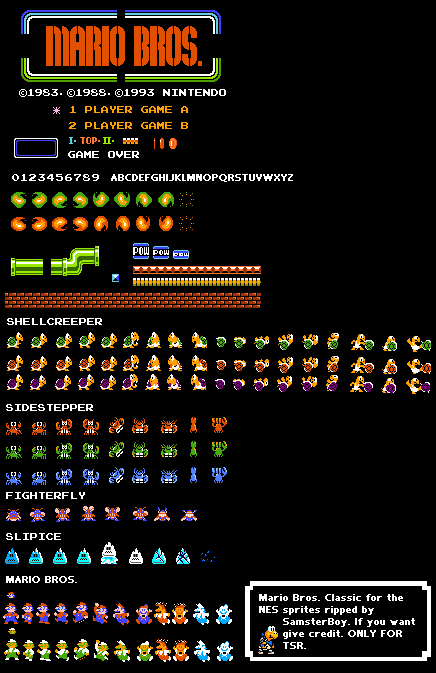 MARIO BROS.
©1983. ©1988. ©1993 NINTENDO
1 PLAYER GAME A
2 PLAYER GAME B
I- TOP- II-
GAME OVER
0123456789 ABCDEFGHIJKLMNOPQRSTUVWXYZ
POW POW POW
SHELLCREEPER
SIDESTEPPER
FIGHTERFLY
SLIPICE
MARIO BROS.
Mario Bros. Classic for the
NES sprites ripped by
SamsterBoy. If you want
give credit. ONLY FOR
TSR.